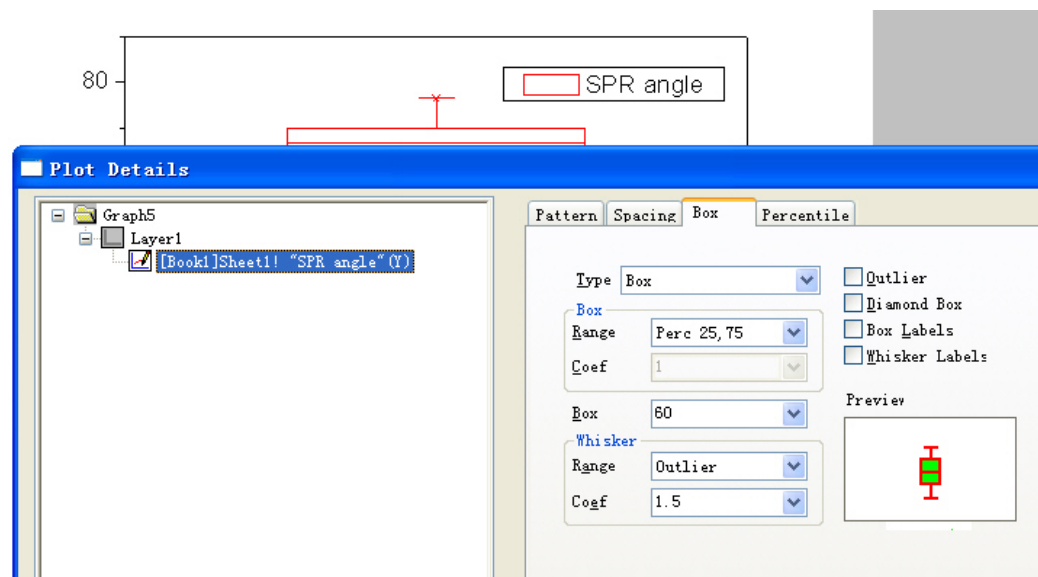 80
SPR angle
Plot Details
Graph5
Layer1
[Book1]Sheet1! "SPR angle"(Y)
Pattern Spacing Box Percentile
Type Box
Outlier
Diamond Box
Box Labels
Whisker Labels
Box
Range Perc 25,75
Coef 1
Box 60
Whisker
Range Outlier
Coef 1.5
Preview